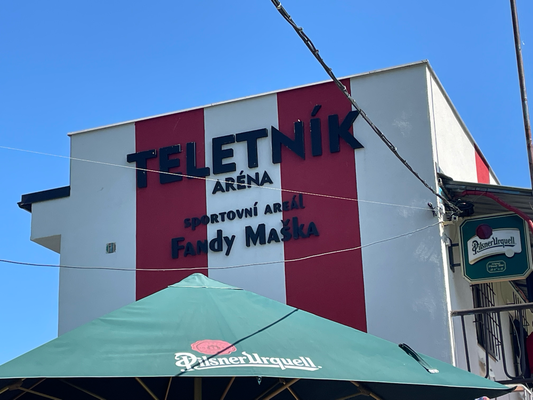 TELETNÍK
ARÉNA
sportovní areál
Fandy Maška
Pilsner Urquell
Pilsner Urquell